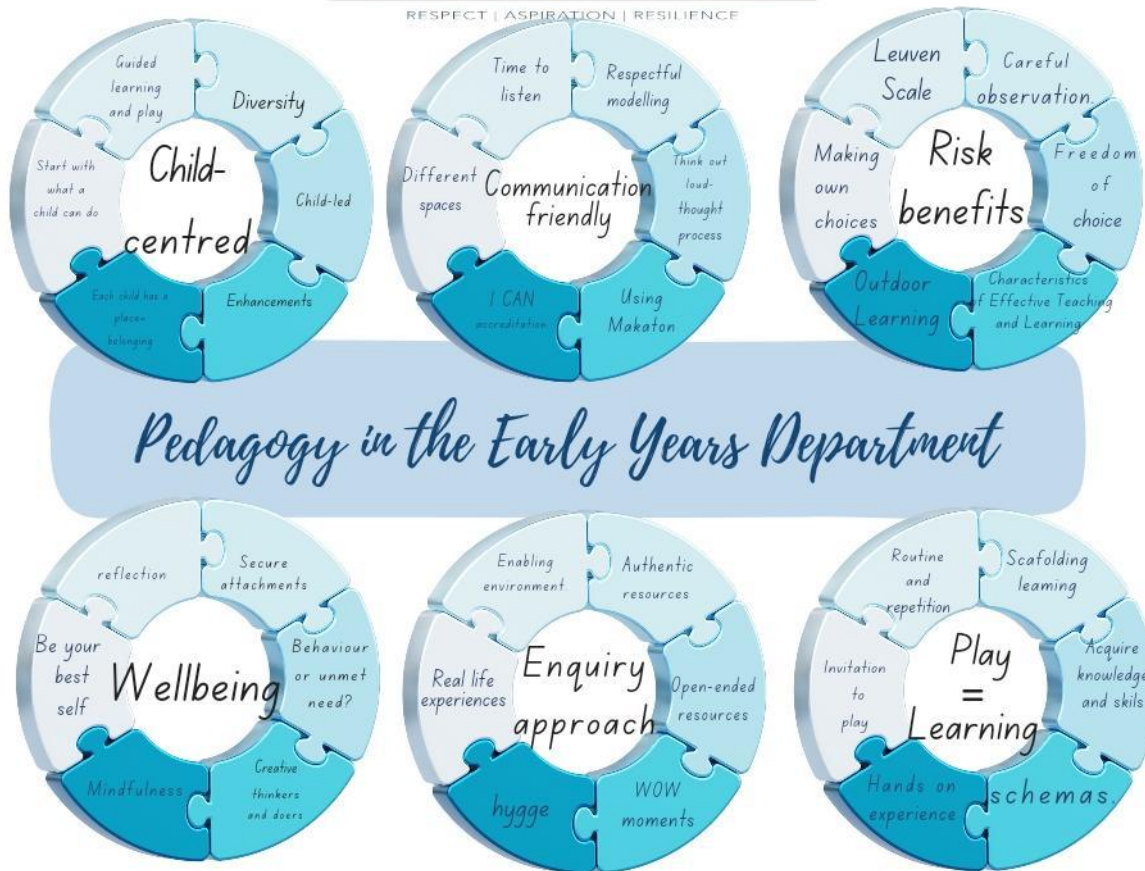 RESPECT | ASPIRATION | RESILIENCE
Guided
learning
and play
Diversity
Start with
what a
child can do
Child-
centred
Child-led
Each child has a
place=
belonging
Enhancements
Time to
listen
Respectful
modelling
Different
spaces
Communication
friendly
Think out
loud-
thought
process
I CAN
accreditation
Using
Makaton
Leuven
Scale
Careful
observation.
Making
own
choices
Risk
benefits
Freedom
of
choice
Outdoor
Learning
Characteristics
of Effective Teaching
and Learning
Pedagogy in the Early Years Department
reflection
Secure
attachments
Be your
best
self
Wellbeing
Behaviour
or unmet
need?
Mindfulness
Creative
thinkers
and doers
Enabling
environment
Authentic
resources
Real life
experiences
Enquiry
approach
Open-ended
resources
hygge
WOW
moments
Routine
and
repetition
Scafolding
learning
Invitation
to
play
Play
=
Learning
Acquire
knowledge
and skils
Hands on
experience
schemas.